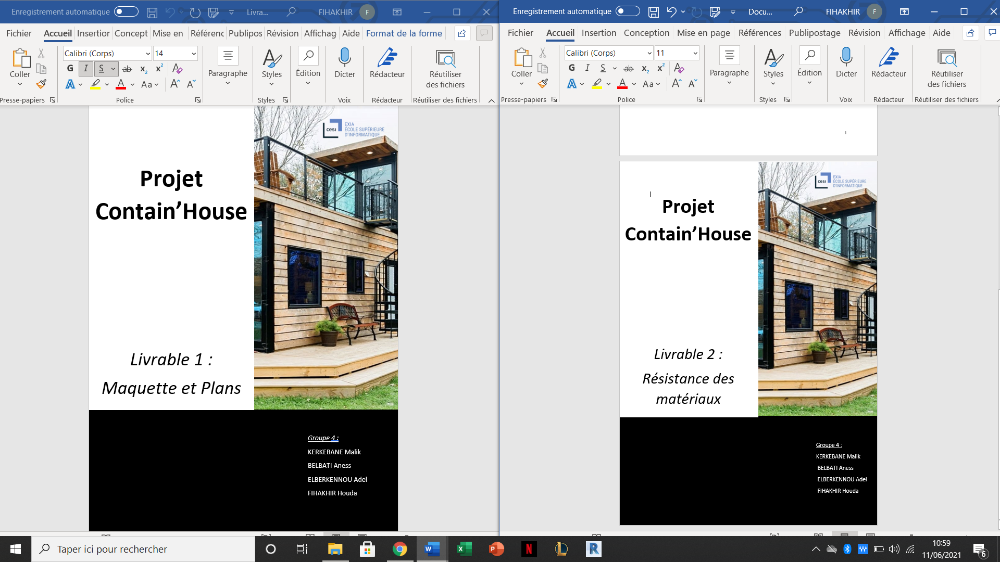 Enregistrement automatique
Livra...
FIHAKHIR
F
Fichier
Accueil
Insertior
Concept
Mise en
Référenc
Publipos
Révision
Affichag
Aide
Format de la forme
Coller
Calibri (Corps)
14
G I S ab x₂ x²
A A Aa A A
Paragraphe
Styles
Édition
Dicter
Rédacteur
Réutiliser
des fichiers
Presse-papiers
Police
Styles
Voix
Rédacteur
Réutiliser des fichiers
cesi
EXIA
ÉCOLE SUPÉRIEURE
D'INFORMATIQUE
Projet
Contain’House
Livrable 1 :
Maquette et Plans
Groupe 4 :
KERKEBANE Malik
BELBATI Aness
ELBERKENNOU Adel
FIHAKHIR Houda
Enregistrement automatique
Docu...
FIHAKHIR
F
Fichier
Accueil
Insertion
Conception
Mise en page
Références
Publipostage
Révision
Affichage
Aide
Coller
Calibri (Corps)
11
G I S ab x₂ x²
A A Aa A A
Paragraphe
Styles
Édition
Dicter
Rédacteur
Réutiliser
des fichiers
Presse-papiers
Police
Styles
Voix
Rédacteur
Réutiliser des fichiers
1
cesi
EXIA
ÉCOLE SUPÉRIEURE
D'INFORMATIQUE
Projet
Contain’House
Livrable 2 :
Résistance des
matériaux
Groupe 4 :
KERKEBANE Malik
BELBATI Aness
ELBERKENNOU Adel
FIHAKHIR Houda
Taper ici pour rechercher
10:59
11/06/2021
6